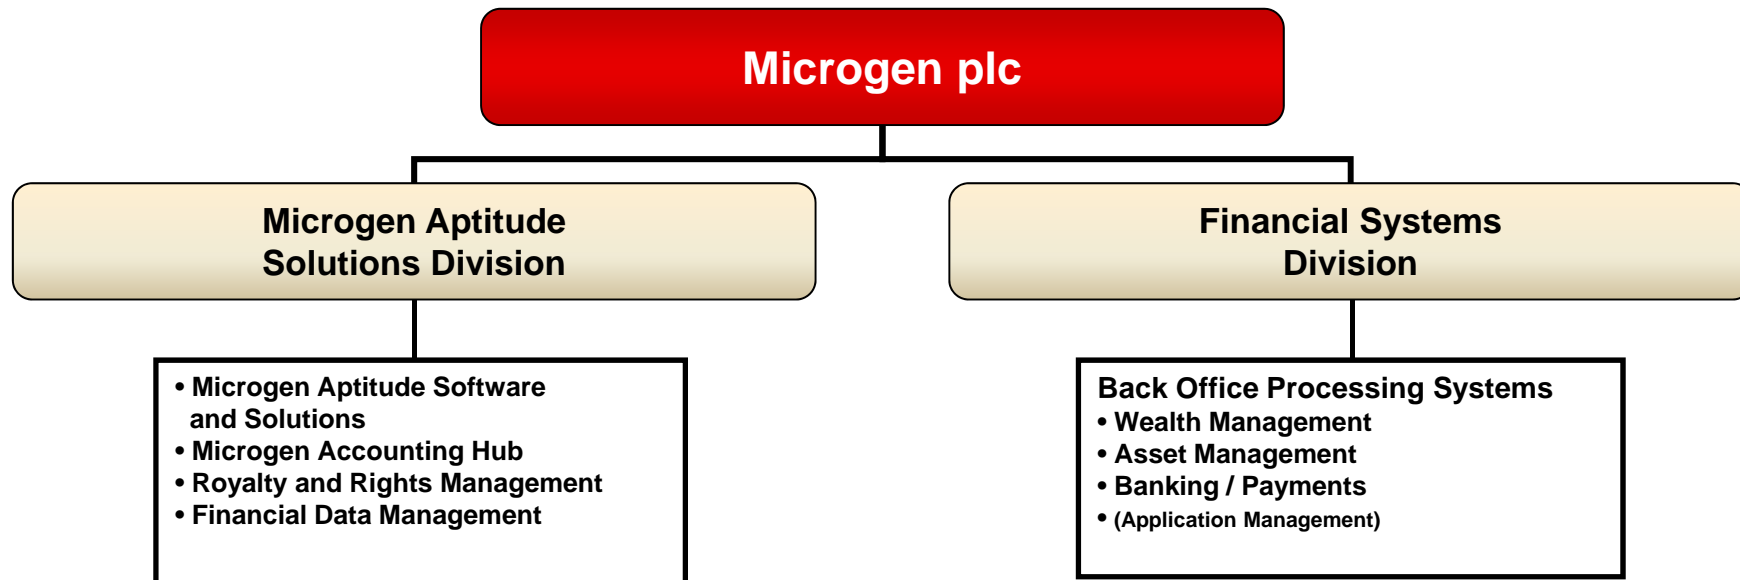 Microgen plc
Microgen Aptitude
Solutions Division
Financial Systems
Division
• Microgen Aptitude Software
and Solutions
• Microgen Accounting Hub
• Royalty and Rights Management
• Financial Data Management
Back Office Processing Systems
• Wealth Management
• Asset Management
• Banking / Payments
• (Application Management)